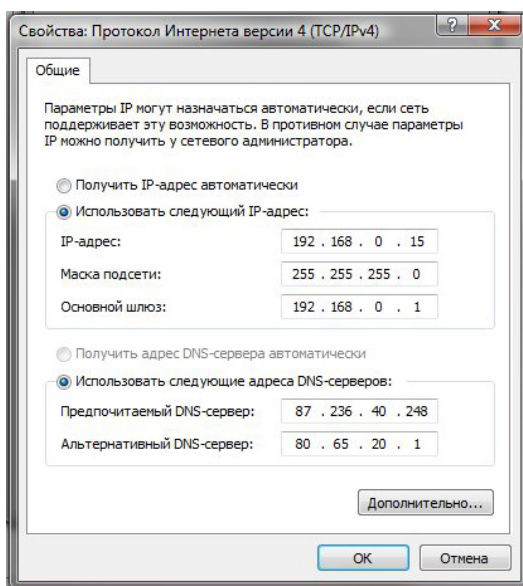 Свойства: Протокол Интернета версии 4 (TCP/IPv4)
Общие
Параметры IP могут назначаться автоматически, если сеть
поддерживает эту возможность. В противном случае параметры
IP можно получить у сетевого администратора.
Получить IP-адрес автоматически
Использовать следующий IP-адрес:
IP-адрес: 192 . 168 . 0 . 15
Маска подсети: 255 . 255 . 255 . 0
Основной шлюз: 192 . 168 . 0 . 1
Получить адрес DNS-сервера автоматически
Использовать следующие адреса DNS-серверов:
Предпочитаемый DNS-сервер: 87 . 236 . 40 . 248
Альтернативный DNS-сервер: 80 . 65 . 20 . 1
Дополнительно...
ОК Отмена